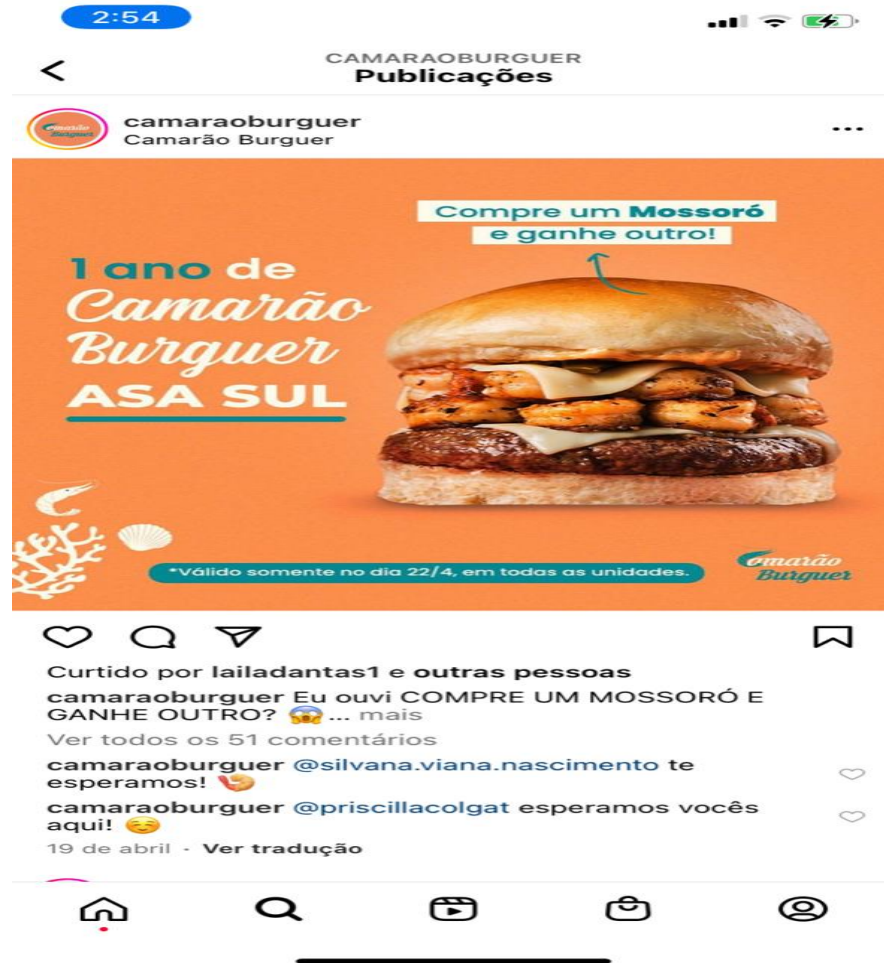 2:54
CAMARAOBURGUER
Publicações
camaraoburguer
Camarão Burguer
Compre um Mossoró
e ganhe outro!
1 ano de
Camarão
Burguer
ASA SUL
*Válido somente no dia 22/4, em todas as unidades.
Camarão
Burguer
Curtido por lailadantas1 e outras pessoas
camaraoburguer Eu ouvi COMPRE UM MOSSORÓ E
GANHE OUTRO? 😱 ... mais
Ver todos os 51 comentários
camaraoburguer @silvana.viana.nascimento te
esperamos! 🍤
camaraoburguer @priscillacolgat esperamos vocês
aqui! ☺️
19 de abril · Ver tradução